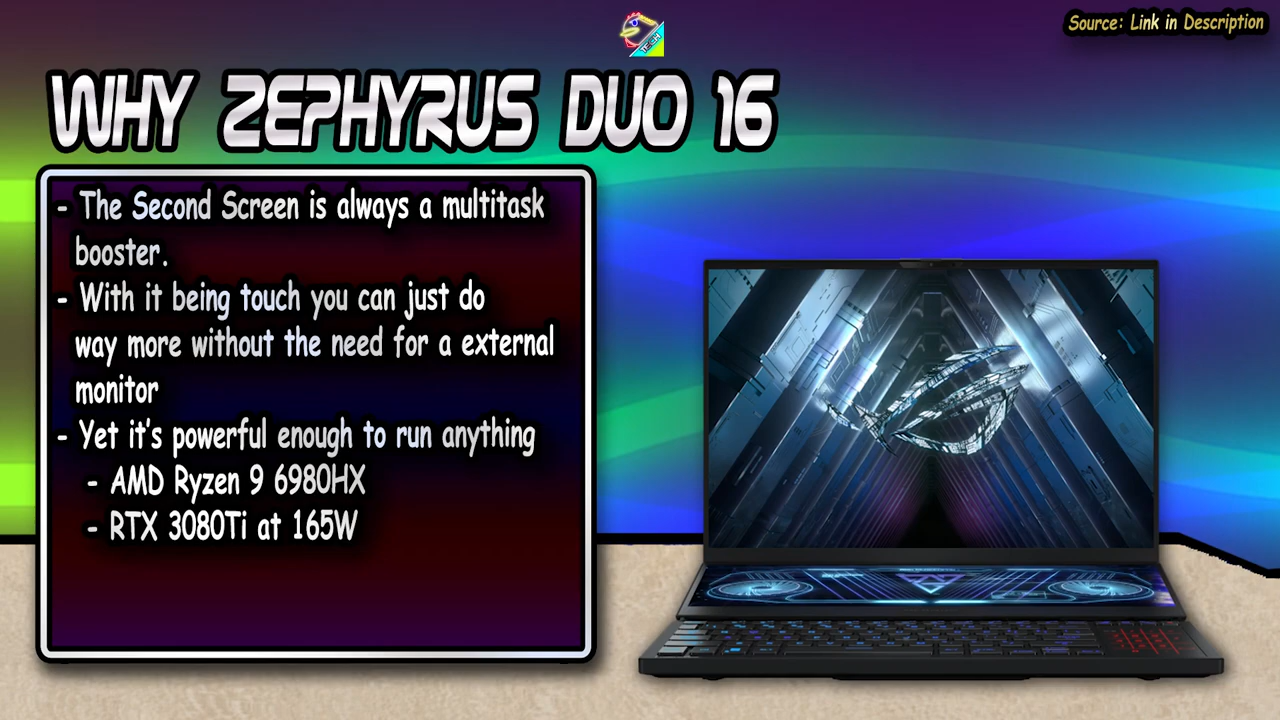 Source: Link in Description
TECH
WHY ZEPHYRUS DUO 16
- The Second Screen is always a multitask
booster.
- With it being touch you can just do
way more without the need for a external
monitor
- Yet it's powerful enough to run anything
- AMD Ryzen 9 6980HX
- RTX 3080Ti at 165W